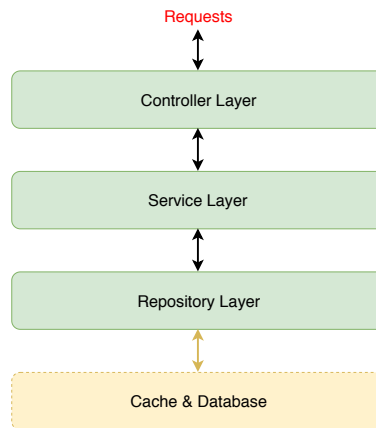 Requests
Controller Layer
Service Layer
Repository Layer
Cache & Database